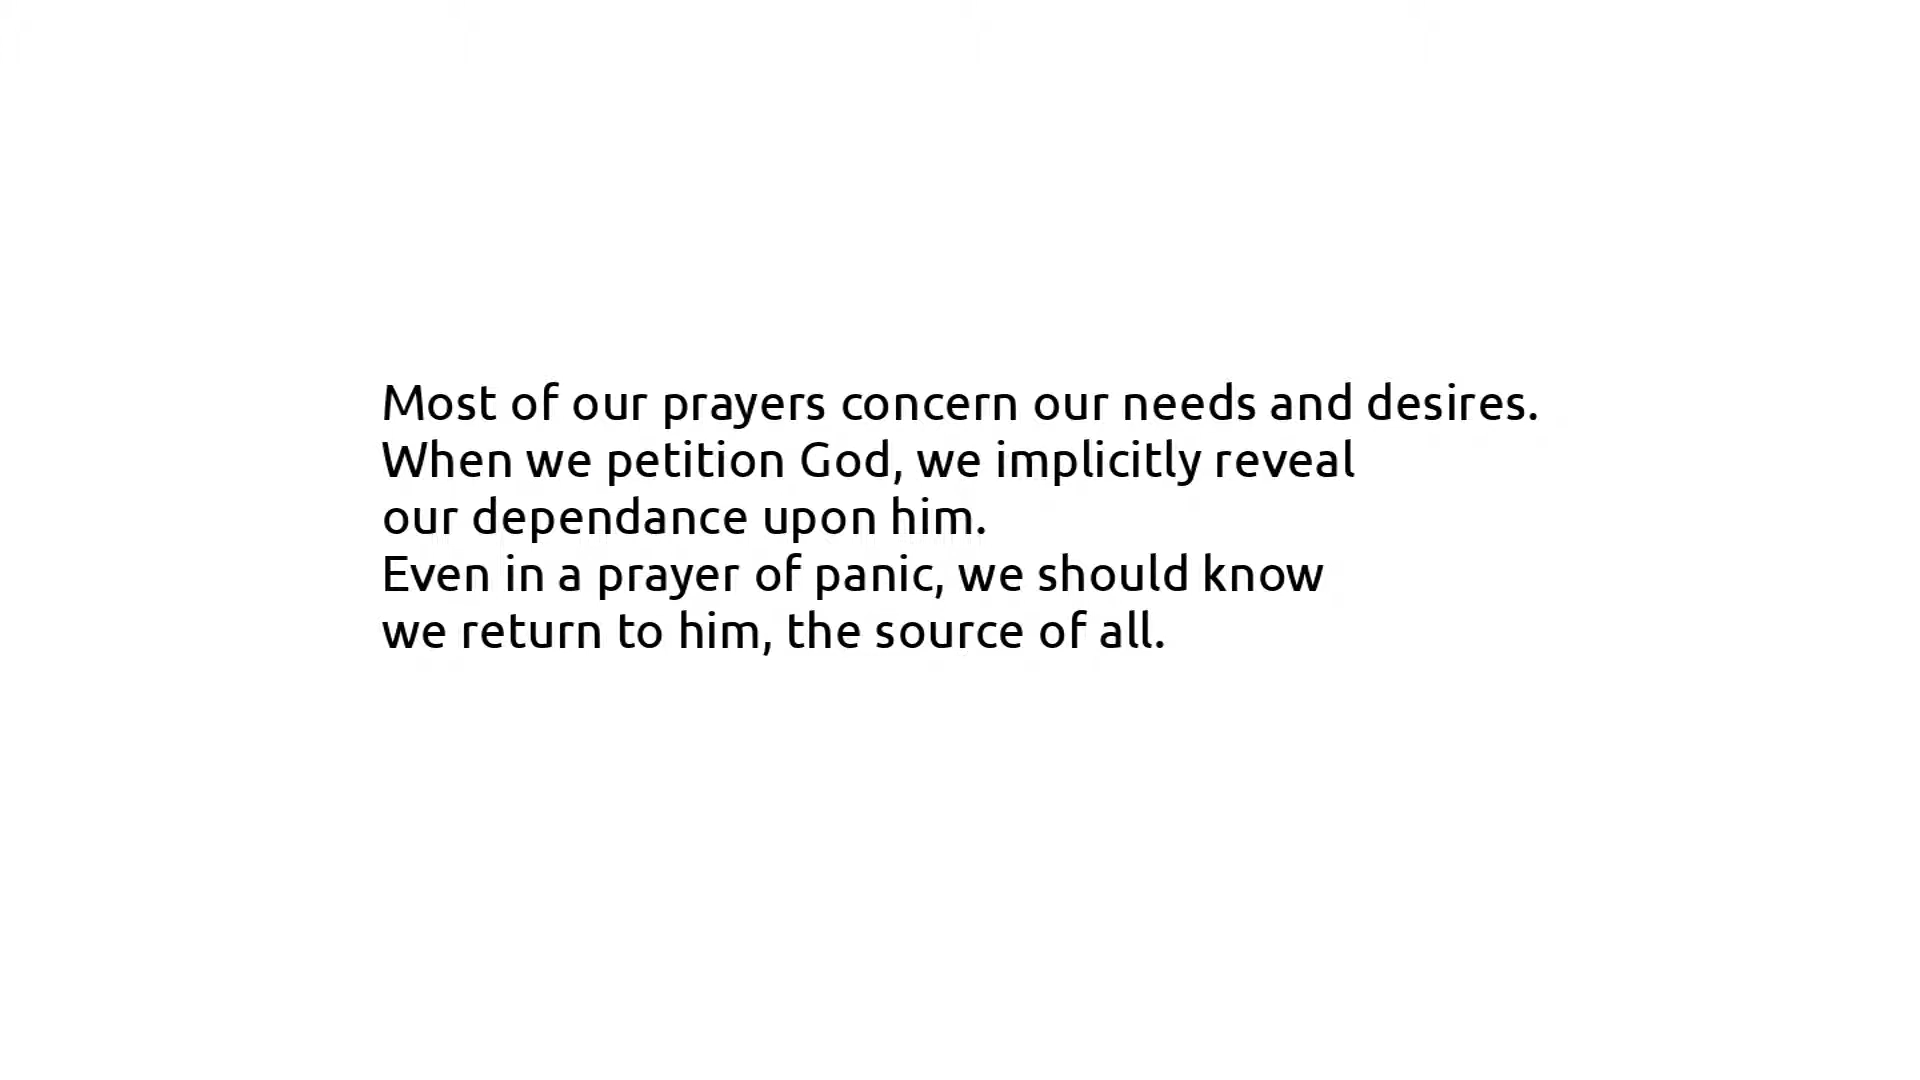 Most of our prayers concern our needs and desires.
When we petition God, we implicitly reveal
our dependance upon him.
Even in a prayer of panic, we should know
we return to him, the source of all.